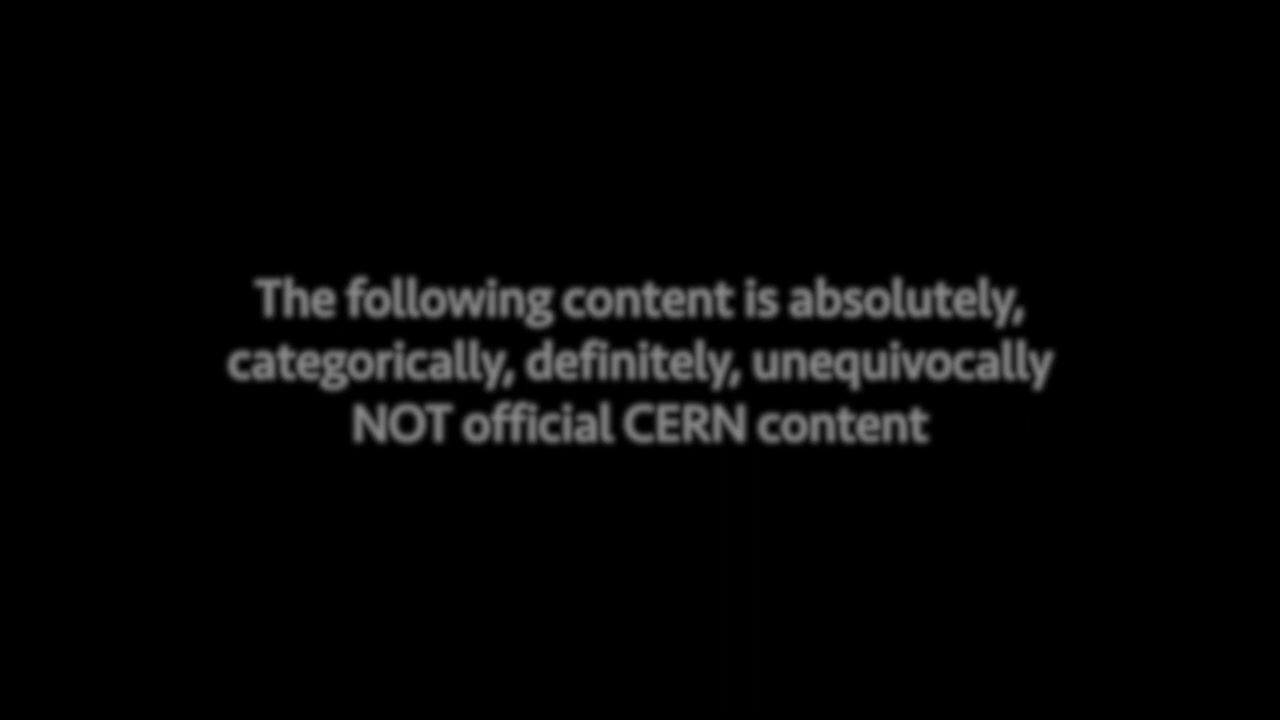 The following content is absolutely,
categorically, definitely, unequivocally
NOT official CERN content